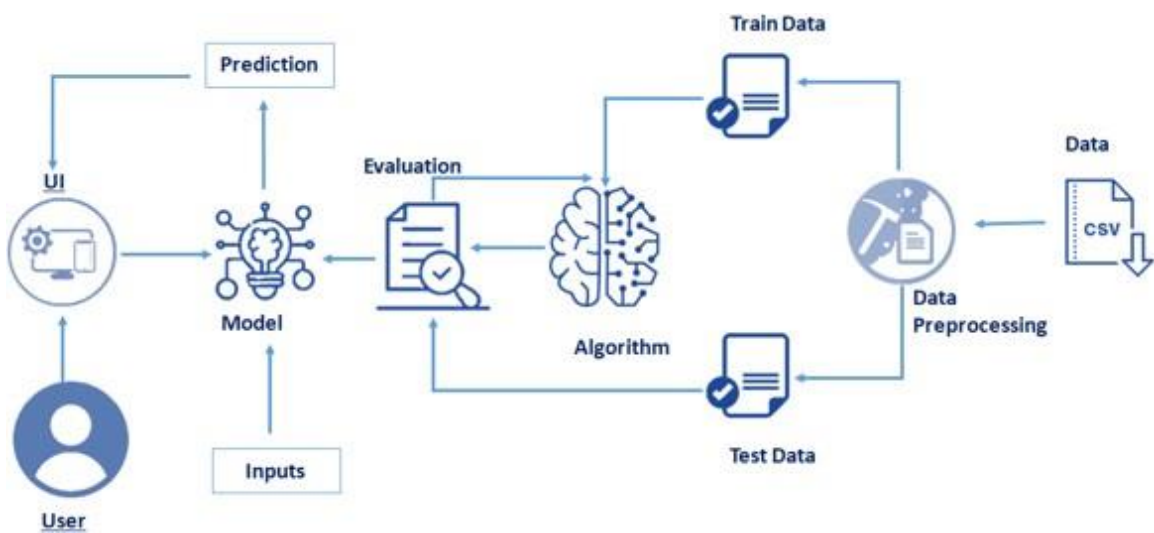 Train Data
Prediction
Data
Evaluation
UI
CSV
Data
Preprocessing
Model
Algorithm
Test Data
Inputs
User